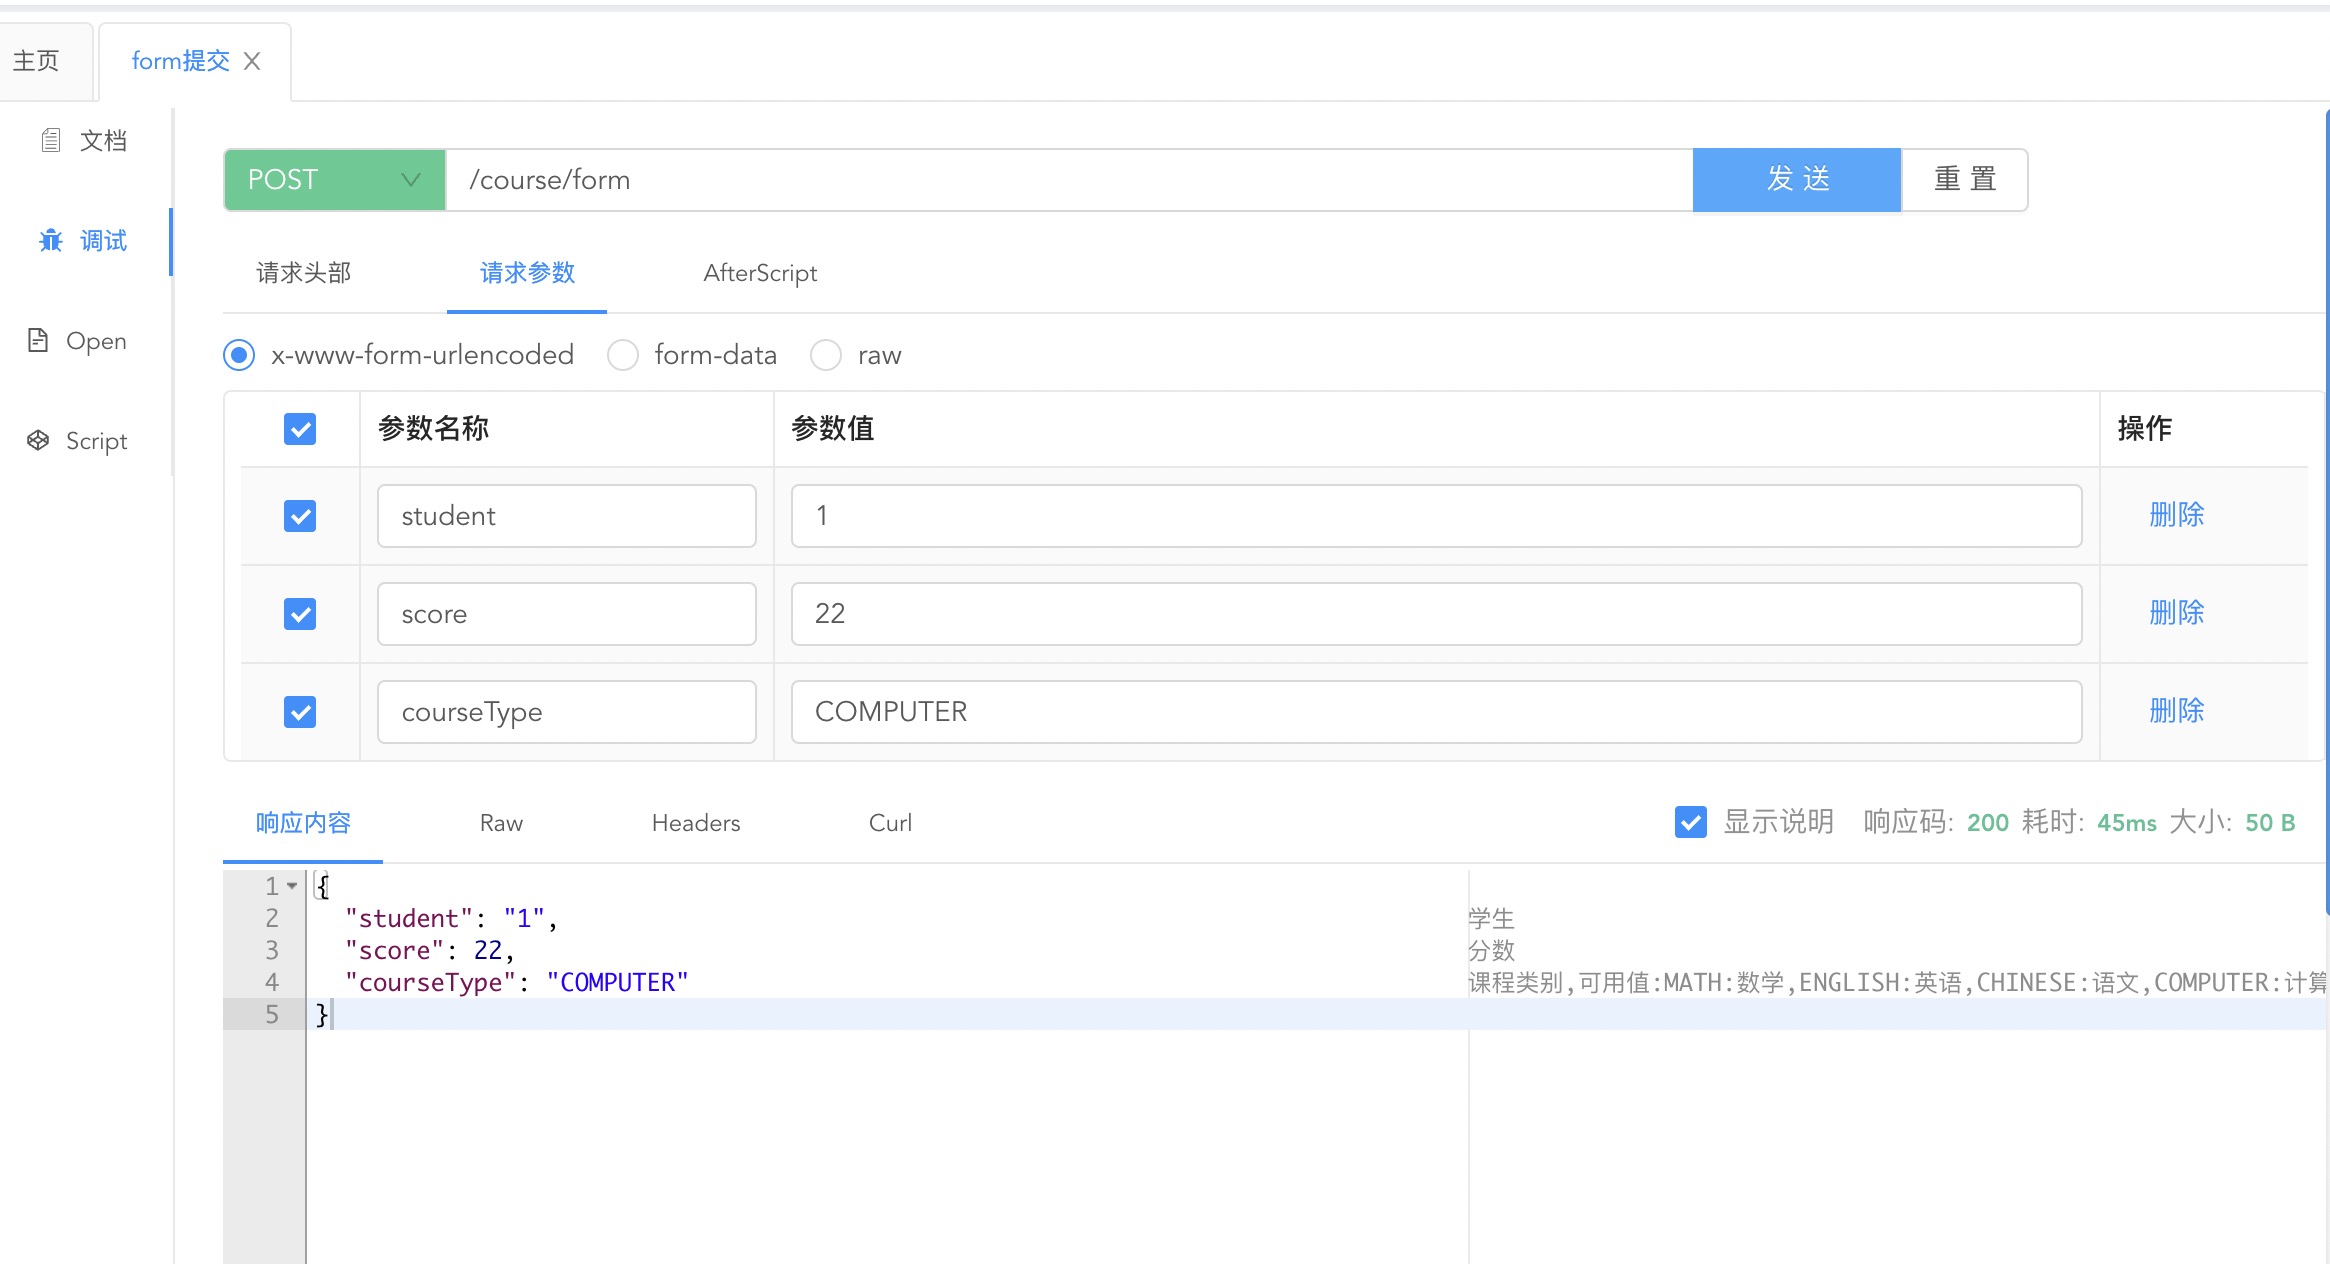 主页
form提交 X
文档
调试
Open
Script
POST /course/form 发 送 重 置
请求头部 请求参数 AfterScript
x-www-form-urlencoded form-data raw
参数名称 参数值 操作
student 1 删除
score 22 删除
courseType COMPUTER 删除
响应内容 Raw Headers Curl 显示说明 响应码: 200 耗时: 45ms 大小: 50 B
1 {
2 "student": "1", 学生
3 "score": 22, 分数
4 "courseType": "COMPUTER" 课程类别,可用值:MATH:数学,ENGLISH:英语,CHINESE:语文,COMPUTER:计算
5 }